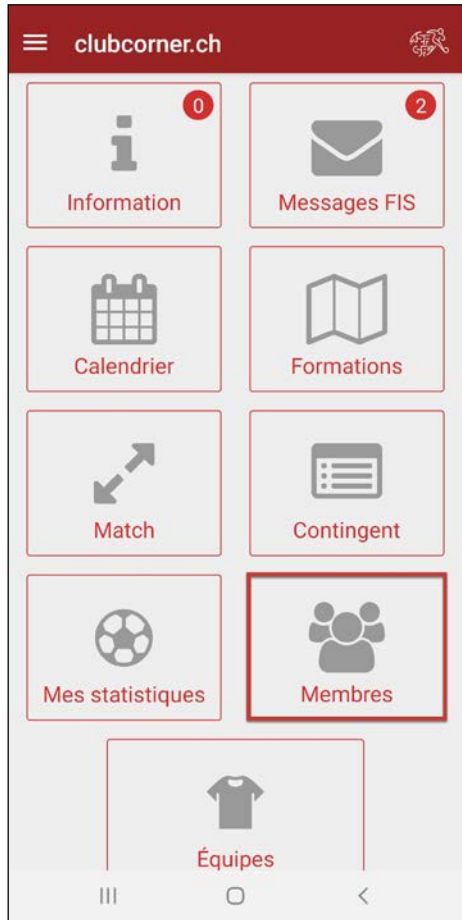 clubcorner.ch
0
2
Information
Messages FIS
Calendrier
Formations
Match
Contingent
Mes statistiques
Membres
Équipes